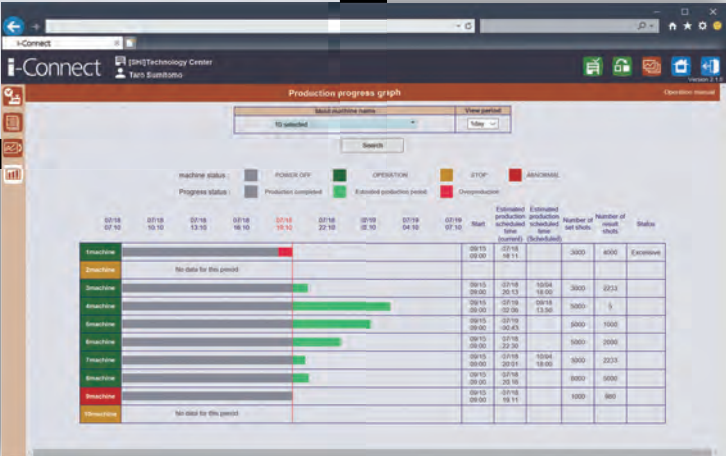 i-Connect
i-Connect
[SHI]Technology Center
Taro Sumitomo
Version 2.1.0
Production progress graph
Operation manual
Mold machine name
View period
10 selected
1day
Search
machine status :
POWER OFF
OPERATION
STOP
ABNORMAL
Progress status :
Production completed
Estimated production period
Overproduction
07/18 07:10
07/18 10:10
07/18 13:10
07/18 16:10
07/18 19:10
07/18 22:10
07/19 04:10
07/19 07:10
Start
Estimated production scheduled time (current)
Estimated production scheduled time (Scheduled)
Number of set shots
Number of result shots
Status
1machine
09/15 09:00
07/18 18:11
3000
4000
Excessive
2machine
No data for this period
3machine
09/15 09:00
07/18 20:13
10/04 18:00
3000
2233
4machine
09/15 09:00
07/19 02:06
09/18 13:50
5000
5
5machine
09/15 09:00
07/19 00:43
5000
1000
6machine
09/15 09:00
07/18 22:30
5000
2000
7machine
09/15 09:00
07/18 20:01
10/04 18:00
3000
2233
8machine
09/15 09:00
07/18 20:16
6000
5000
9machine
09/15 09:00
07/18 19:11
1000
900
10machine
No data for this period